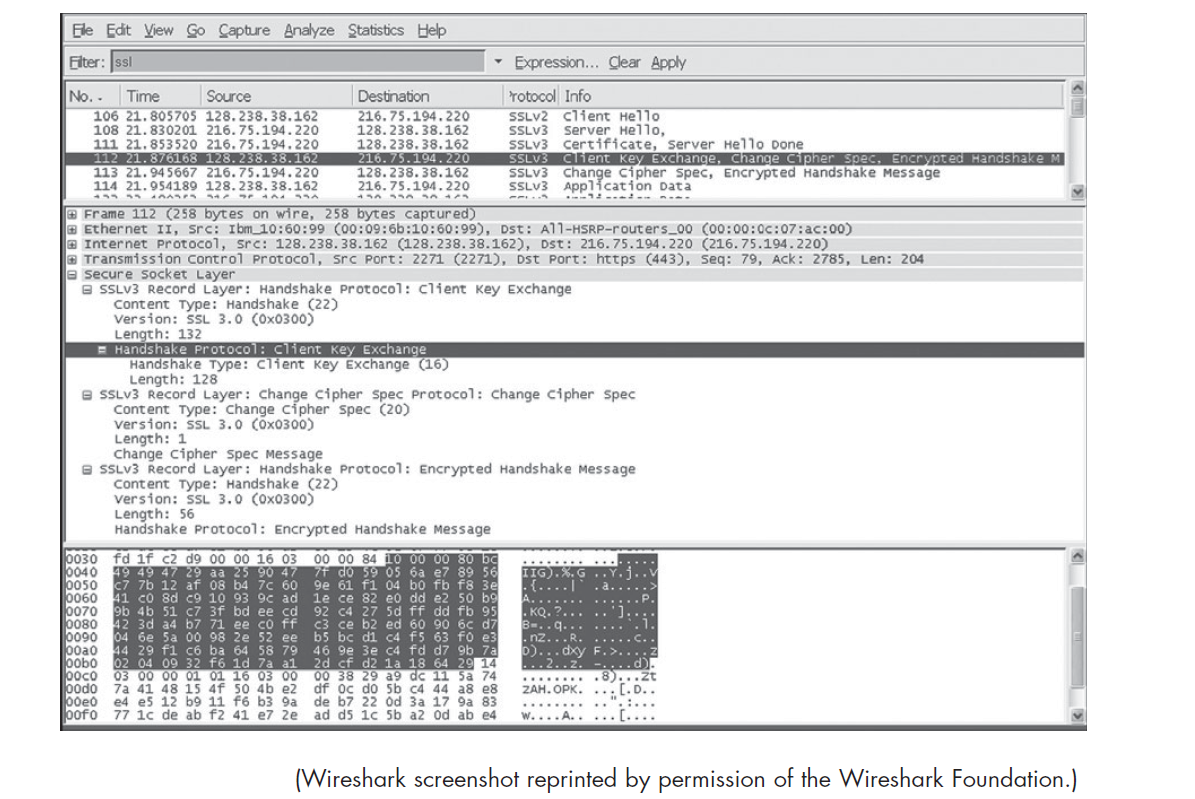 File Edit View Go Capture Analyze Statistics Help
Filter: ssl Expression... Clear Apply
No. . Time Source Destination rotocol Info
106 21.805705 128.238.38.162 216.75.194.220 SSLv2 Client Hello
108 21.830201 216.75.194.220 128.238.38.162 SSLv3 Server Hello,
111 21.853520 216.75.194.220 128.238.38.162 SSLv3 Certificate, Server Hello Done
112 21.876168 128.238.38.162 216.75.194.220 SSLv3 Client Key Exchange, Change Cipher Spec, Encrypted Handshake M
113 21.945667 216.75.194.220 128.238.38.162 SSLv3 Change Cipher Spec, Encrypted Handshake Message
114 21.954189 128.238.38.162 216.75.194.220 SSLv3 Application Data
Frame 112 (258 bytes on wire, 258 bytes captured)
Ethernet II, Src: Ibm_10:60:99 (00:09:6b:10:60:99), Dst: All-HSRP-routers_00 (00:00:0c:07:ac:00)
Internet Protocol, Src: 128.238.38.162 (128.238.38.162), Dst: 216.75.194.220 (216.75.194.220)
Transmission Control Protocol, Src Port: 2271 (2271), Dst Port: https (443), Seq: 79, Ack: 2785, Len: 204
Secure Socket Layer
SSLv3 Record Layer: Handshake Protocol: Client Key Exchange
Content Type: Handshake (22)
Version: SSL 3.0 (0x0300)
Length: 132
Handshake Protocol: Client Key Exchange
Handshake Type: Client Key Exchange (16)
Length: 128
SSLv3 Record Layer: Change Cipher Spec Protocol: Change Cipher Spec
Content Type: Change Cipher Spec (20)
Version: SSL 3.0 (0x0300)
Length: 1
Change Cipher Spec Message
SSLv3 Record Layer: Handshake Protocol: Encrypted Handshake Message
Content Type: Handshake (22)
Version: SSL 3.0 (0x0300)
Length: 56
Handshake Protocol: Encrypted Handshake Message
0030 fd 1f c2 d9 00 00 16 03 00 00 84 10 00 00 80 bc ........ ........
0040 49 49 47 29 aa 25 90 47 7f d0 59 05 6a e7 89 56 IIG).%.G ..Y.j..V
0050 c7 7b 12 af 08 b4 7c 60 9e 61 f1 04 b0 fb f8 3e .{....|` .a.....>
0060 41 c0 8d c9 10 93 9c ad 1e ce 82 e0 dd e2 50 b9 A....... ......P.
0070 9b 4b 51 c7 3f bd ee cd 92 c4 27 5d ff dd fb 95 .KQ.?... ..']....
0080 42 3d a4 b7 71 ee c0 ff c3 ce b2 ed 60 90 6c d7 B=..q... ....`.l.
0090 04 6e 5a 00 98 2e 52 ee b5 bc d1 c4 f5 63 f0 e3 .nZ...R. .....c..
00a0 44 29 f1 c6 ba 64 58 79 46 9e 3e c4 fd d7 9b 7a D)...dXy F.>....z
00b0 02 04 09 32 f6 1d 7a a1 2d cf d2 1a 18 64 29 14 ...2..z. -....d).
00c0 03 00 00 01 01 16 03 00 00 38 29 a9 dc 11 5a 74 ........ .8)...Zt
00d0 7a 41 48 15 4f 50 4b e2 df 0c d0 5b c4 44 a8 e8 zAH.OPK. ...[.D..
00e0 e4 e5 12 b9 11 f6 b3 9a de b7 22 0d 3a 17 9a 83 ........ ..".:...
00f0 77 1c de ab f2 41 e7 2e ad d5 1c 5b a2 0d ab e4 w....A.. ...[....
(Wireshark screenshot reprinted by permission of the Wireshark Foundation.)